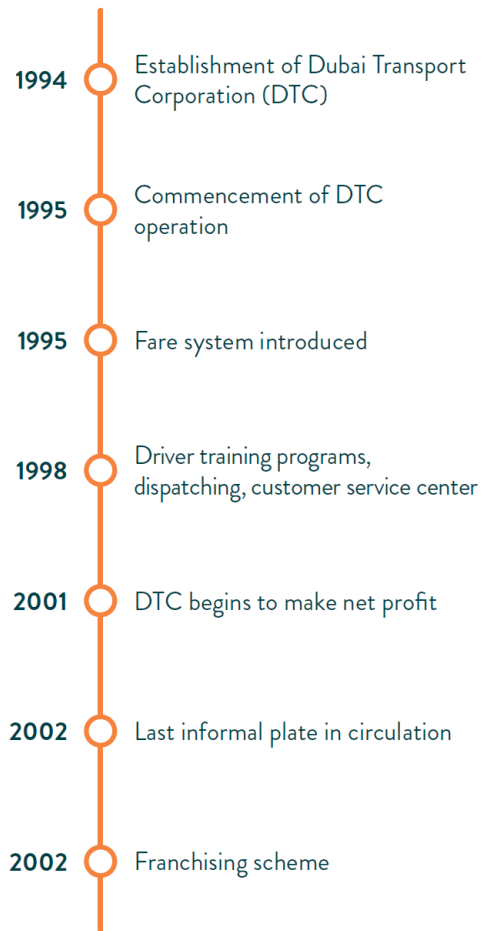 1994
Establishment of Dubai Transport
Corporation (DTC)
1995
Commencement of DTC
operation
1995
Fare system introduced
1998
Driver training programs,
dispatching, customer service center
2001
DTC begins to make net profit
2002
Last informal plate in circulation
2002
Franchising scheme